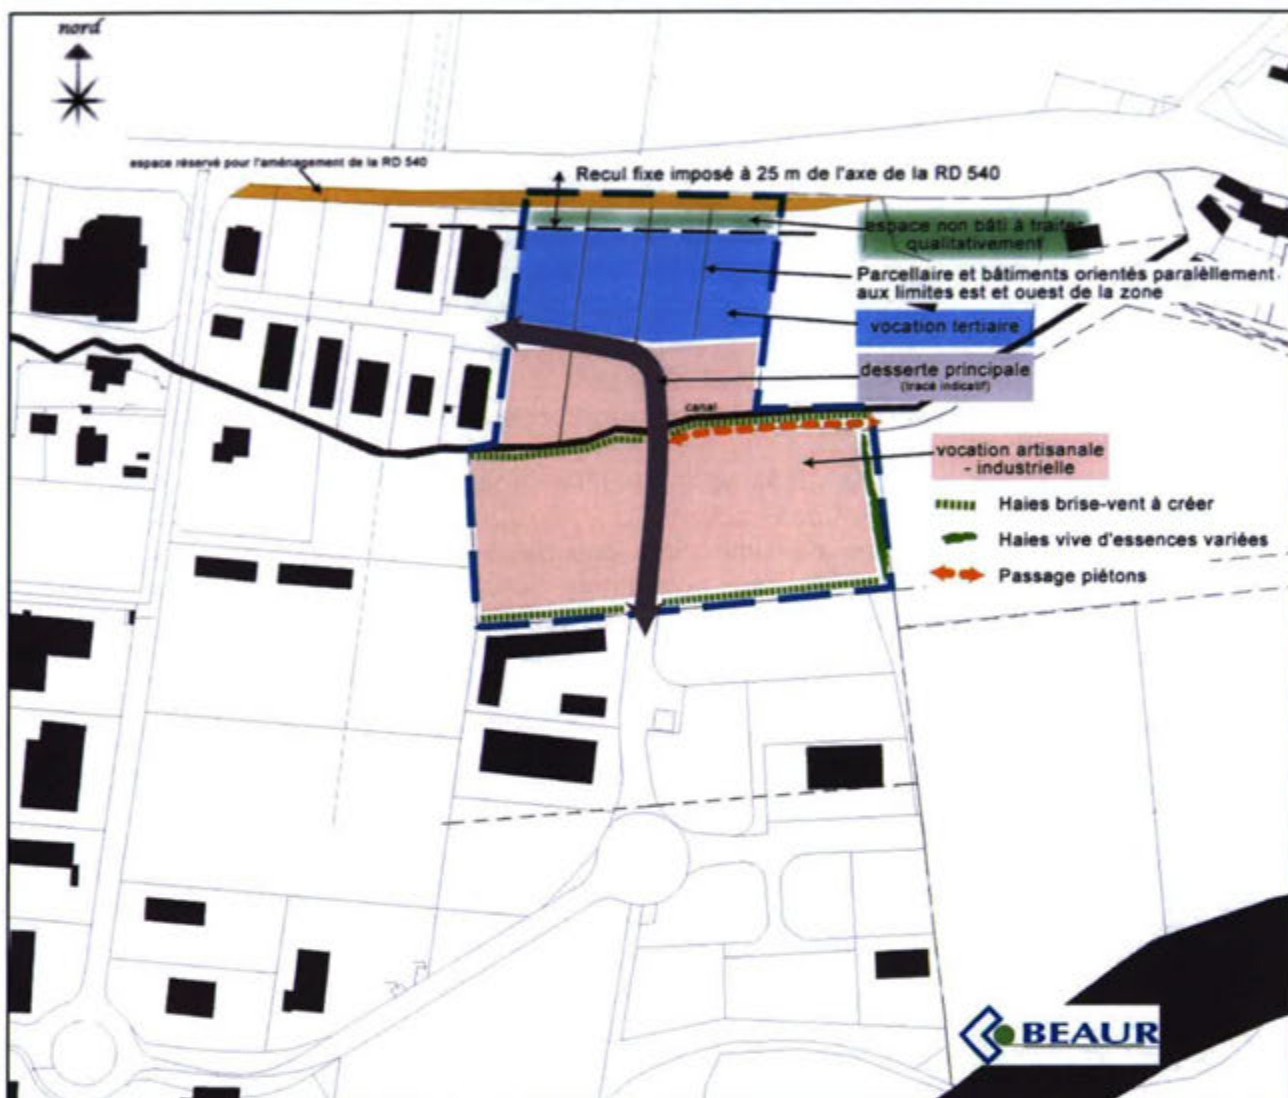 nord
espace réservé pour l'aménagement de la RD 540
Recul fixe imposé à 25 m de l'axe de la RD 540
espace non bâti à traiter
qualitativement
Parcellaire et bâtiments orientés paralèllement
aux limites est et ouest de la zone
vocation tertiaire
desserte principale
(tracé indicatif)
canal
vocation artisanale
- industrielle
Haies brise-vent à créer
Haies vive d'essences variées
Passage piétons
BEAUR